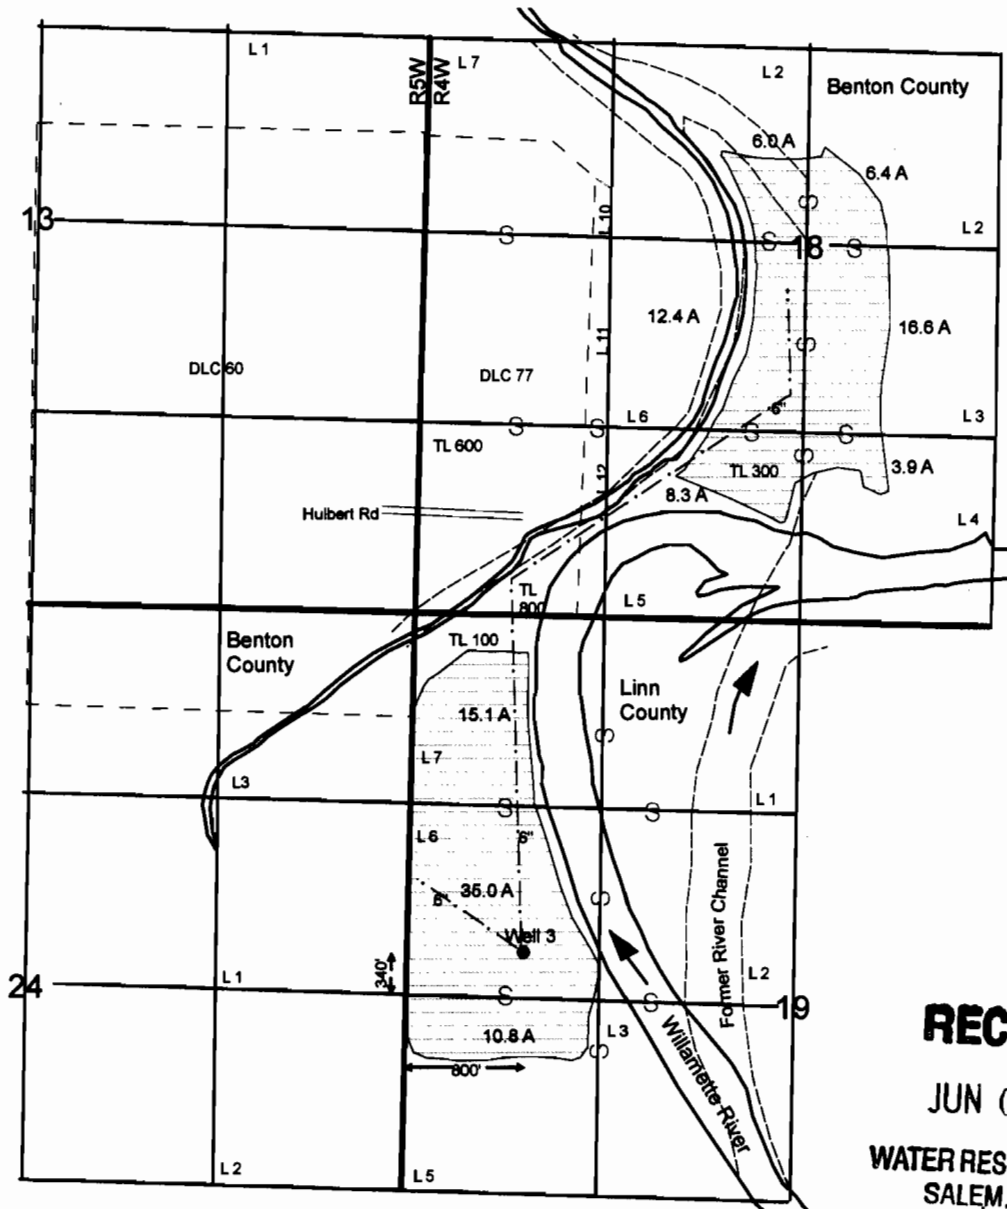 L 1
L 7
L 2
Benton County
R5W
R4W
6.0 A
6.4 A
13
L 10
S
S
S
18
S
L 2
12.4 A
16.6 A
L 11
S
DLC 60
DLC 77
6"
S
S
L 6
S
S
L 3
TL 600
S
TL 300
3.9 A
L 12
8.3 A
Hulbert Rd
L 4
TL
800
L 5
Benton
County
TL 100
Linn
County
15.1 A
S
L 7
L3
L 1
S
S
L 6
6"
35.0 A
6"
S
Former River Channel
Well 3
340'
24
L 1
L 2
S
S
19
L 3
10.8 A
S
800'
Willamette River
REC
JUN (
WATER RES
SALEM,
L 2
L 5